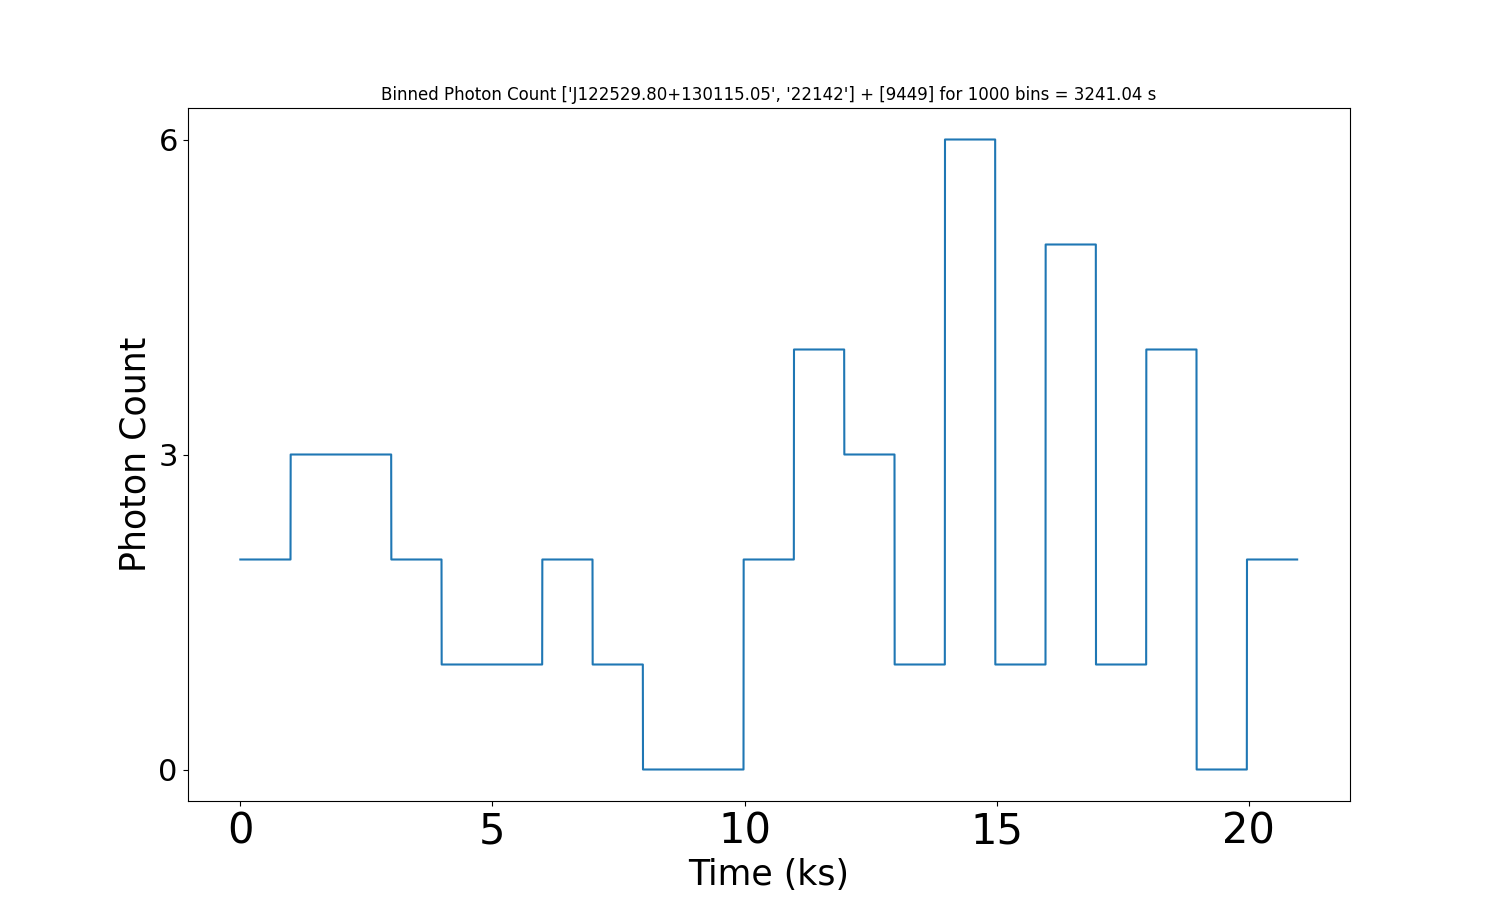 Binned Photon Count ['J122529.80+130115.05', '22142'] + [9449] for 1000 bins = 3241.04 s
6
3
0
Photon Count
0 5 10 15 20
Time (ks)